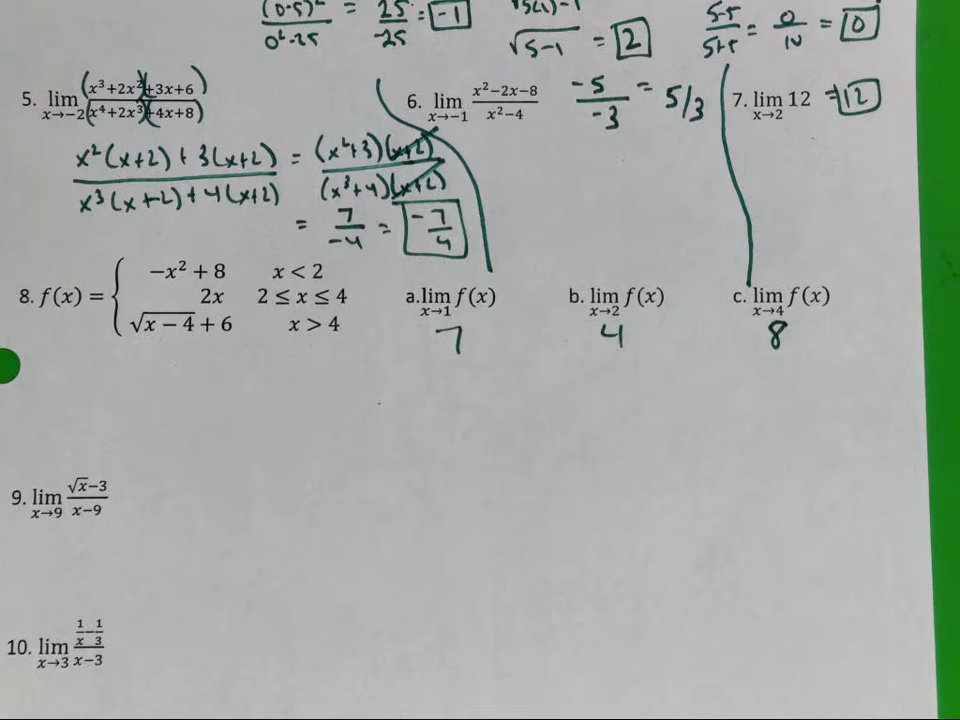 (0-5)² / 0²-25 = 25 / -25 = -1
√5-1 = 2
5-5 / 5+5 = 0 / 10 = 0
5. lim x→-2 (x³+2x²)(+3x+6) / (x⁴+2x³)(+4x+8)
x²(x+2)+3(x+2) / x³(x+2)+4(x+2) = (x²+3)(x+2) / (x³+4)(x+2)
= 7 / -4 = -7/4
6. lim x→-1 x²-2x-8 / x²-4 -5 / -3 = 5/3
7. lim x→2 12 = 12
8. f(x) = { -x² + 8 x < 2
2x 2 ≤ x ≤ 4
√x-4 + 6 x > 4
a. lim x→1 f(x)
7
b. lim x→2 f(x)
4
c. lim x→4 f(x)
8
9. lim x→9 √x-3 / x-9
10. lim x→3 1/x - 1/3 / x-3